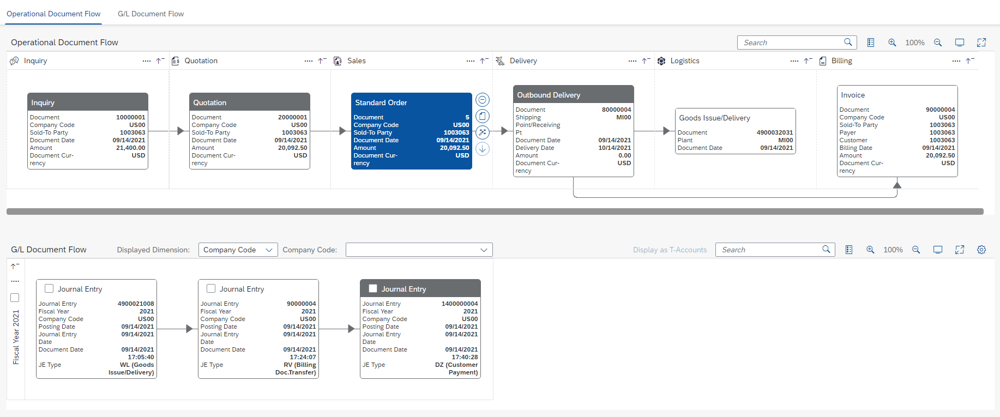 Operational Document Flow
G/L Document Flow
Operational Document Flow
Search
100%
Inquiry
Quotation
Sales
Delivery
Logistics
Billing
Inquiry
Document 10000001
Company Code US00
Sold-To Party 1003063
Document Date 09/14/2021
Amount 21,400.00
Document Cur- USD
rency
Quotation
Document 20000001
Company Code US00
Sold-To Party 1003063
Document Date 09/14/2021
Amount 20,092.50
Document Cur- USD
rency
Standard Order
Document 5
Company Code US00
Sold-To Party 1003063
Document Date 09/14/2021
Amount 20,092.50
Document Cur- USD
rency
Outbound Delivery
Document 80000004
Shipping MI00
Point/Receiving
Pt
Document Date 09/14/2021
Delivery Date 10/14/2021
Amount 0.00
Document Cur- USD
rency
Goods Issue/Delivery
Document 4900032031
Plant MI00
Document Date 09/14/2021
Invoice
Document 90000004
Company Code US00
Sold-To Party 1003063
Payer 1003063
Customer 1003063
Billing Date 09/14/2021
Amount 20,092.50
Document Cur- USD
rency
G/L Document Flow
Displayed Dimension:
Company Code
Company Code:
Display as T-Accounts
Search
100%
Fiscal Year 2021
Journal Entry
Journal Entry 4900021008
Fiscal Year 2021
Company Code US00
Posting Date 09/14/2021
Journal Entry 09/14/2021
Date
Document Date 09/14/2021
17:05:40
JE Type WL (Goods
Issue/Delivery)
Journal Entry
Journal Entry 90000004
Fiscal Year 2021
Company Code US00
Posting Date 09/14/2021
Journal Entry 09/14/2021
Date
Document Date 09/14/2021
17:24:07
JE Type RV (Billing
Doc.Transfer)
Journal Entry
Journal Entry 1400000004
Fiscal Year 2021
Company Code US00
Posting Date 09/14/2021
Journal Entry 09/14/2021
Date
Document Date 09/14/2021
17:40:28
JE Type DZ (Customer
Payment)